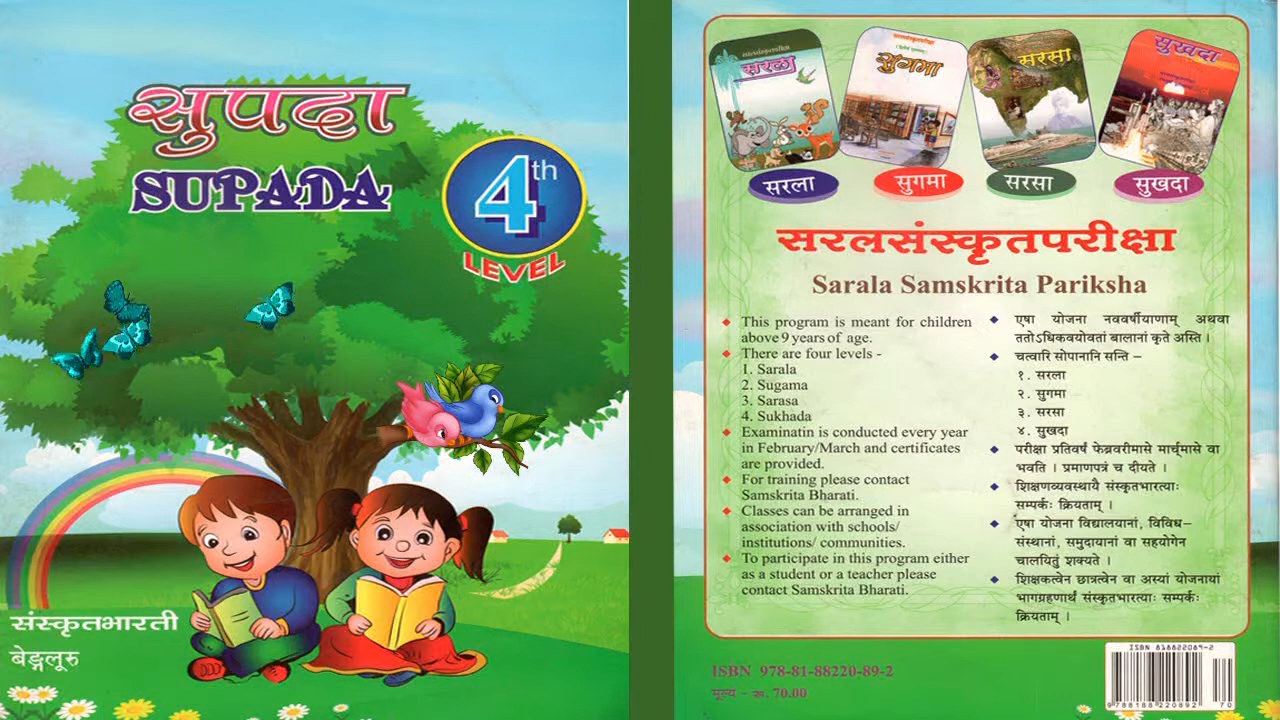 सुपदा
SUPADA
4th
LEVEL
संस्कृतभारती
बेङ्गलूरु
सरला
सुगमा
सरसा
सुखदा
सरला
सुगमा
सरसा
सुखदा
सरलसंस्कृतपरीक्षा
Sarala Samskrita Pariksha
This program is meant for children
above 9 years of age.
There are four levels -
1. Sarala
2. Sugama
3. Sarasa
4. Sukhada
Examinatin is conducted every year
in February/March and certificates
are provided.
For training please contact
Samskrita Bharati.
Classes can be arranged in
association with schools/
institutions/ communities.
To participate in this program either
as a student or a teacher please
contact Samskrita Bharati.
एषा योजना नववर्षीयाणाम् अथवा
ततोऽधिकवयोवतां बालानां कृते अस्ति ।
चत्वारि सोपानानि सन्ति –
१. सरला
२. सुगमा
३. सरसा
४. सुखदा
परीक्षा प्रतिवर्षं फेब्रवरीमासे मार्चमासे वा
भवति । प्रमाणपत्रं च दीयते ।
शिक्षणव्यवस्थायै संस्कृतभारत्याः
सम्पर्कः क्रियताम् ।
एषा योजना विद्यालयानां, विविध–
संस्थानां, समुदायानां वा सहयोगेन
चालयितुं शक्यते ।
शिक्षकत्वेन छात्रत्वेन वा अस्यां योजनायां
भागग्रहणार्थं संस्कृतभारत्याः सम्पर्कः
क्रियताम् ।
ISBN 978-81-88220-89-2
मूल्य - रू. 70.00
ISBN 818822089-2
9788188220892
70